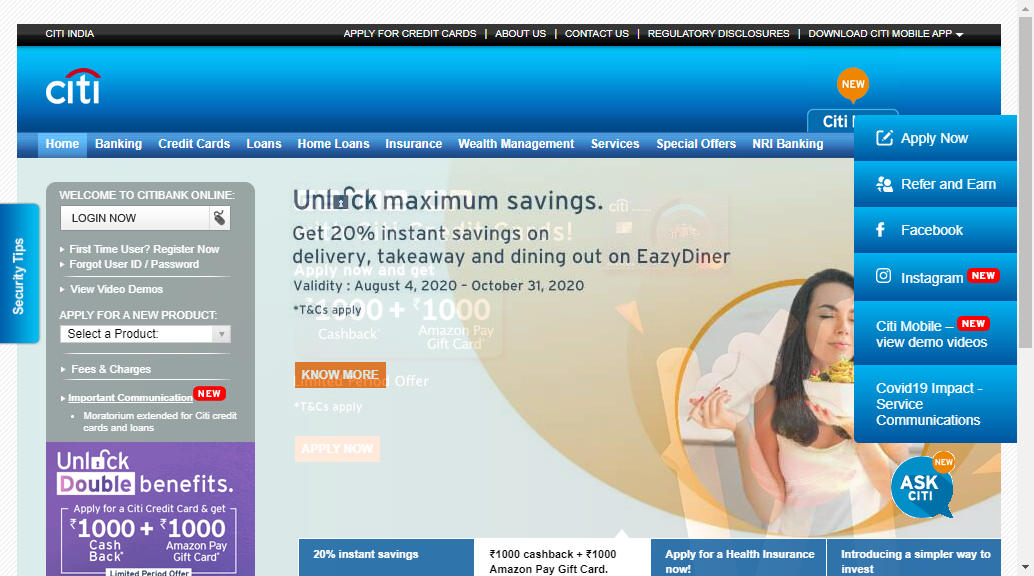 CITI INDIA
APPLY FOR CREDIT CARDS | ABOUT US | CONTACT US | REGULATORY DISCLOSURES | DOWNLOAD CITI MOBILE APP
citi
NEW
Citi
Home Banking Credit Cards Loans Home Loans Insurance Wealth Management Services Special Offers NRI Banking
Apply Now
Refer and Earn
Facebook
Instagram NEW
Citi Mobile – NEW
view demo videos
Covid19 Impact -
Service
Communications
Security Tips
WELCOME TO CITIBANK ONLINE:
LOGIN NOW
First Time User? Register Now
Forgot User ID / Password
View Video Demos
APPLY FOR A NEW PRODUCT:
Select a Product:
Fees & Charges
Important Communication NEW
Moratorium extended for Citi credit
cards and loans
Unlock
Double benefits.
Apply for a Citi Credit Card & get
₹1000 + ₹1000
Cash Amazon Pay
Back* Gift Card*
Limited Period Offer
Unlock maximum savings.
Get 20% instant savings on
delivery, takeaway and dining out on EazyDiner
Validity : August 4, 2020 – October 31, 2020
*T&Cs apply
KNOW MORE
citi
Credit Cards!
Apply now and get
₹1000 + ₹1000
Cashback* Amazon Pay
Gift Card*
Limited Period Offer
*T&Cs apply
APPLY NOW
NEW
ASK
CITI
20% instant savings
₹1000 cashback + ₹1000
Amazon Pay Gift Card.
Apply for a Health Insurance
now!
Introducing a simpler way to
invest